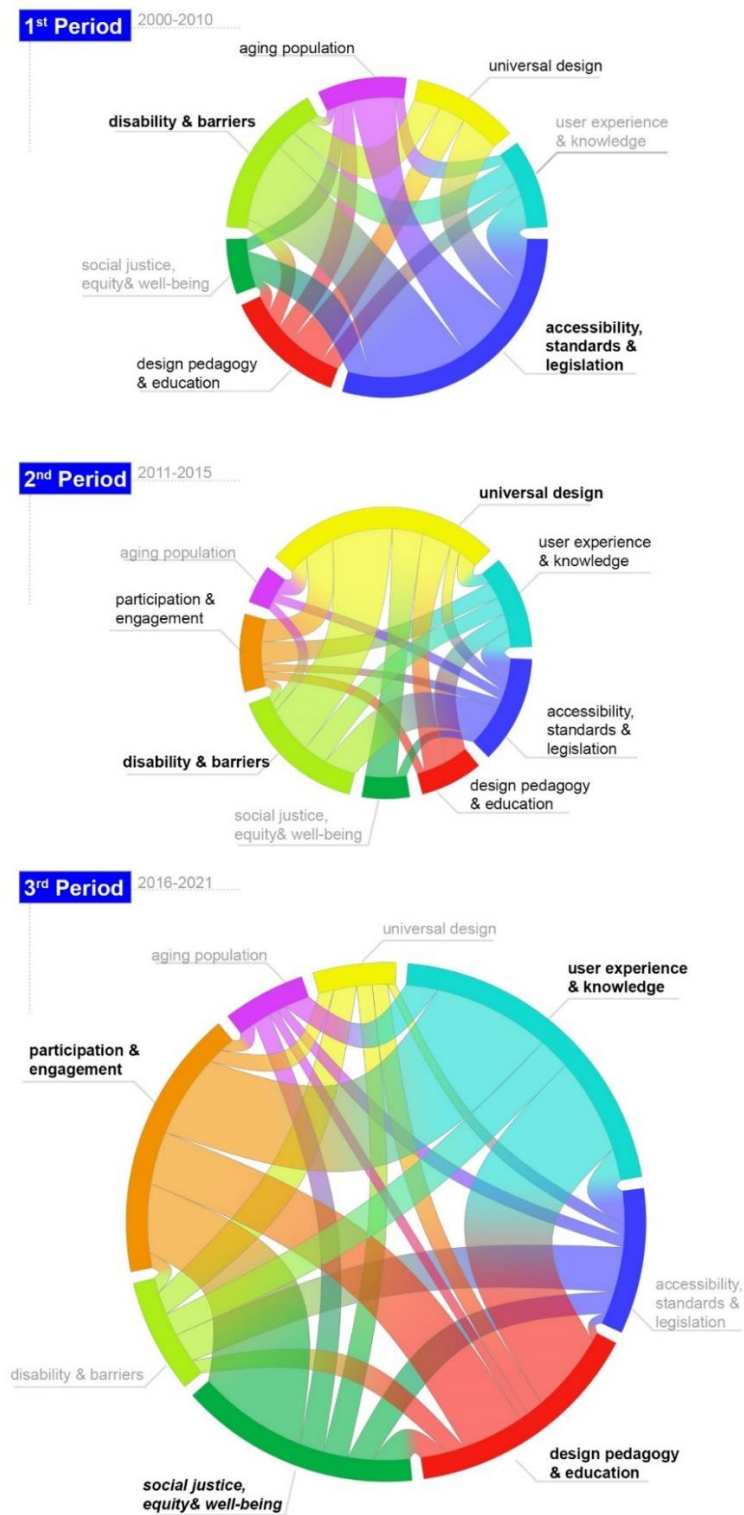 1st Period 2000-2010
aging population
universal design
disability & barriers
user experience
& knowledge
social justice,
equity& well-being
accessibility,
standards &
legislation
design pedagogy
& education
2nd Period 2011-2015
universal design
aging population
user experience
& knowledge
participation &
engagement
accessibility,
standards &
legislation
disability & barriers
design pedagogy
& education
social justice,
equity& well-being
3rd Period 2016-2021
universal design
aging population
user experience
& knowledge
participation &
engagement
accessibility,
standards &
legislation
disability & barriers
design pedagogy
& education
social justice,
equity& well-being